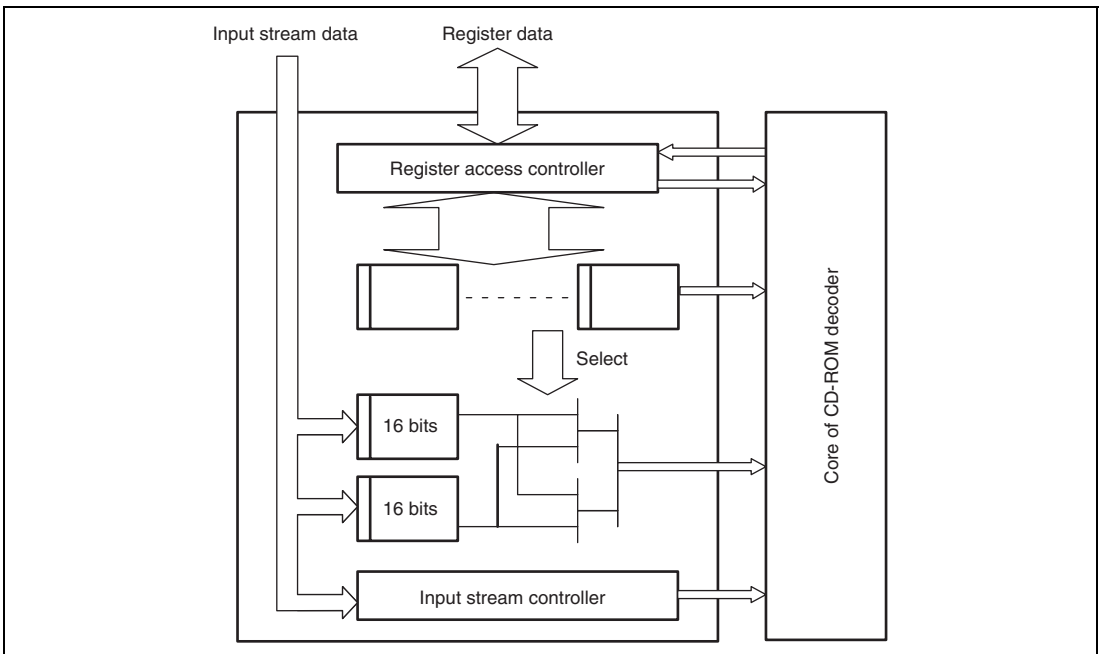 Input stream data
Register data
Register access controller
Select
16 bits
16 bits
Input stream controller
Core of CD-ROM decoder